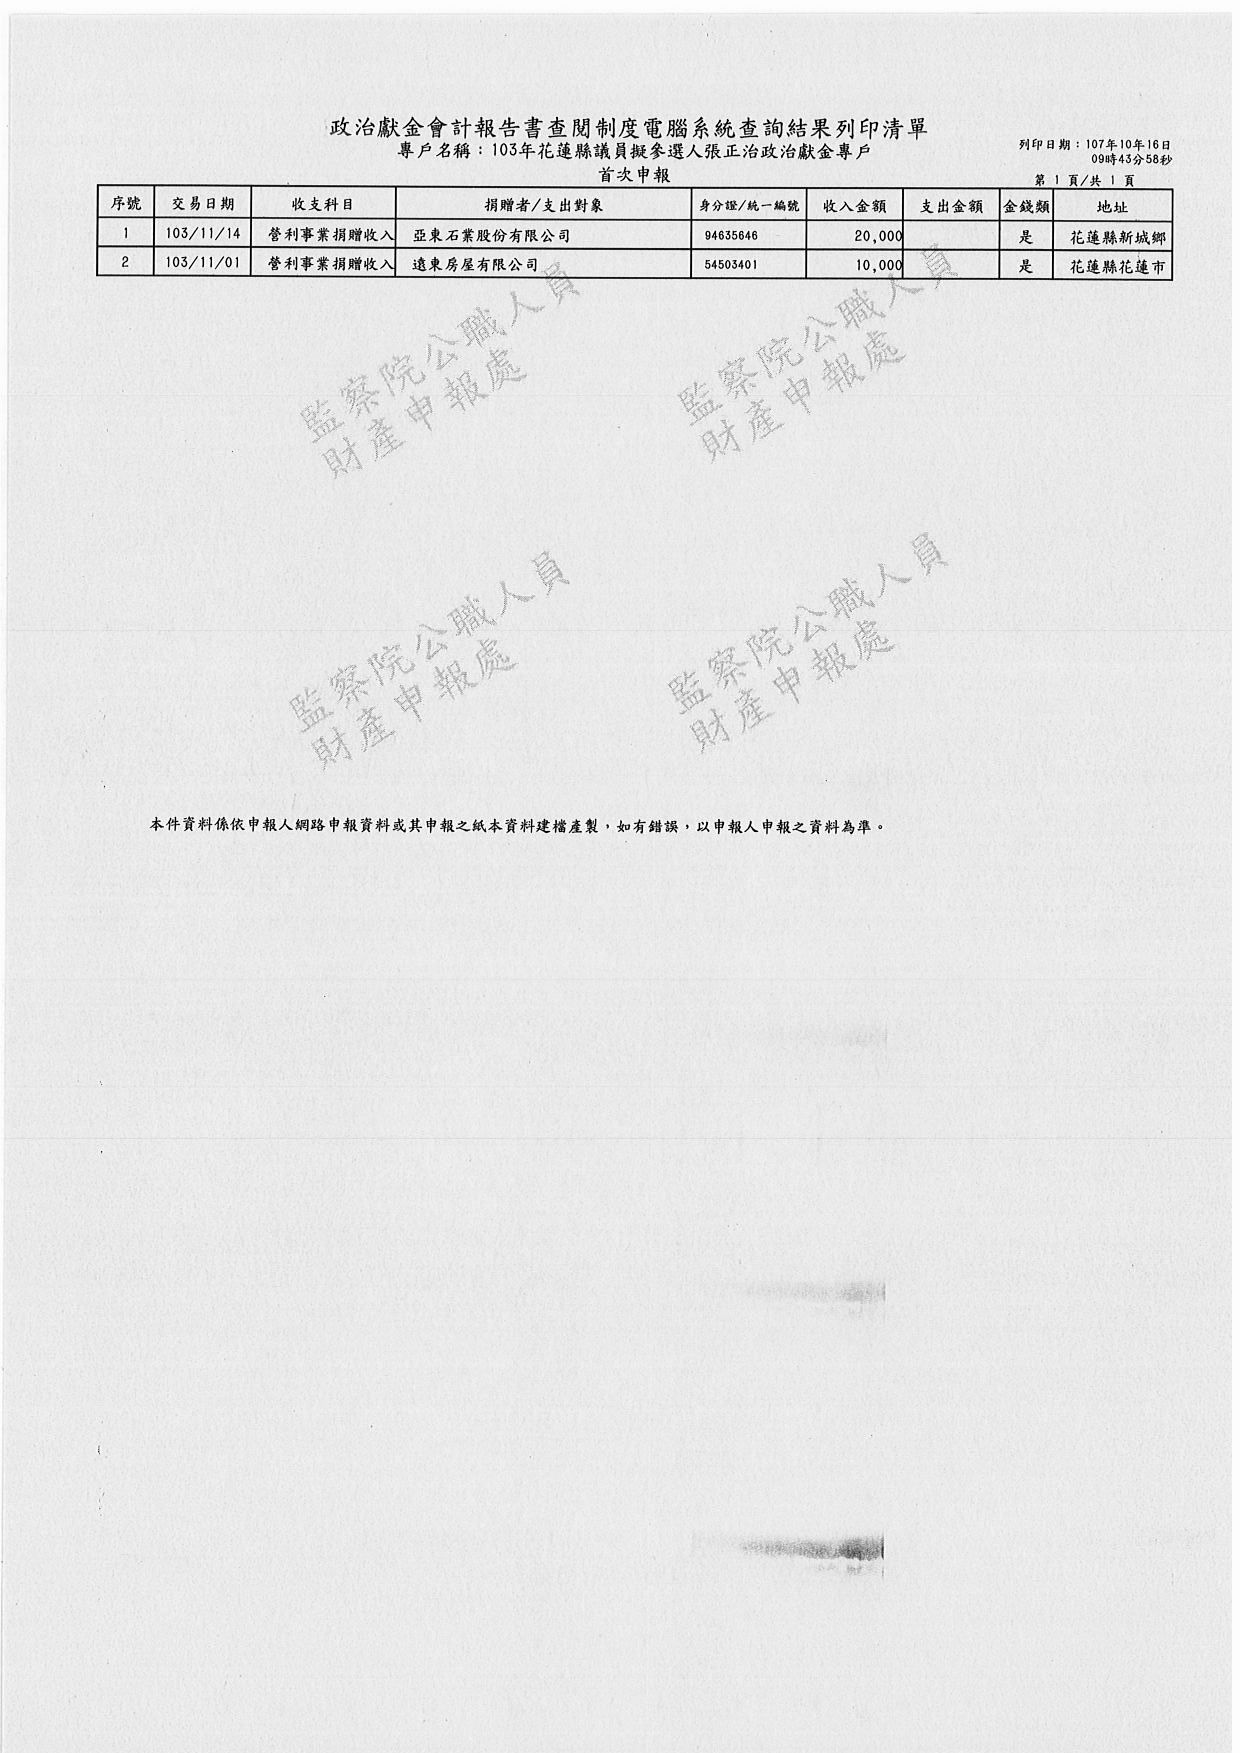 政治獻金會計報告書查閱制度電腦系統查詢結果列印清單
專戶名稱：103年花蓮縣議員擬參選人張正治政治獻金專戶
列印日期：107年10月16日
09時43分58秒
首次申報
第 1 頁/共 1 頁
序號 交易日期 收支科目 捐贈者/支出對象 身分證/統一編號 收入金額 支出金額 金錢類 地址
1 103/11/14 營利事業捐贈收入 亞東石業股份有限公司 94635646 20,000 是 花蓮縣新城鄉
2 103/11/01 營利事業捐贈收入 遠東房屋有限公司 54503401 10,000 是 花蓮縣花蓮市
監察院公職人員
財產申報處
監察院公職人員
財產申報處
監察院公職人員
財產申報處
監察院公職人員
財產申報處
本件資料係依申報人網路申報資料或其申報之紙本資料建檔產製，如有錯誤，以申報人申報之資料為準。